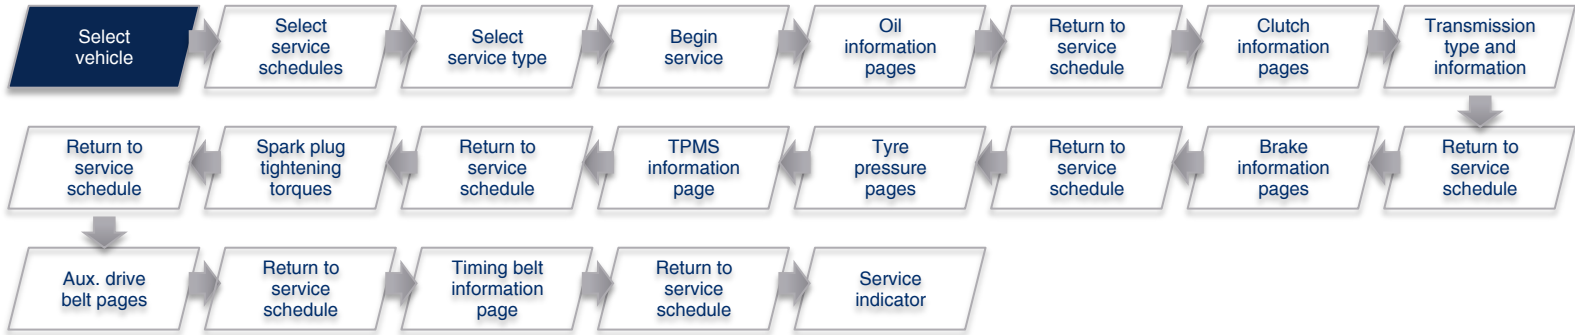 Select
vehicle
Select
service
schedules
Select
service type
Begin
service
Oil
information
pages
Return to
service
schedule
Clutch
information
pages
Transmission
type and
information
Return to
service
schedule
Brake
information
pages
Return to
service
schedule
Tyre
pressure
pages
TPMS
information
page
Return to
service
schedule
Spark plug
tightening
torques
Return to
service
schedule
Aux. drive
belt pages
Return to
service
schedule
Timing belt
information
page
Return to
service
schedule
Service
indicator